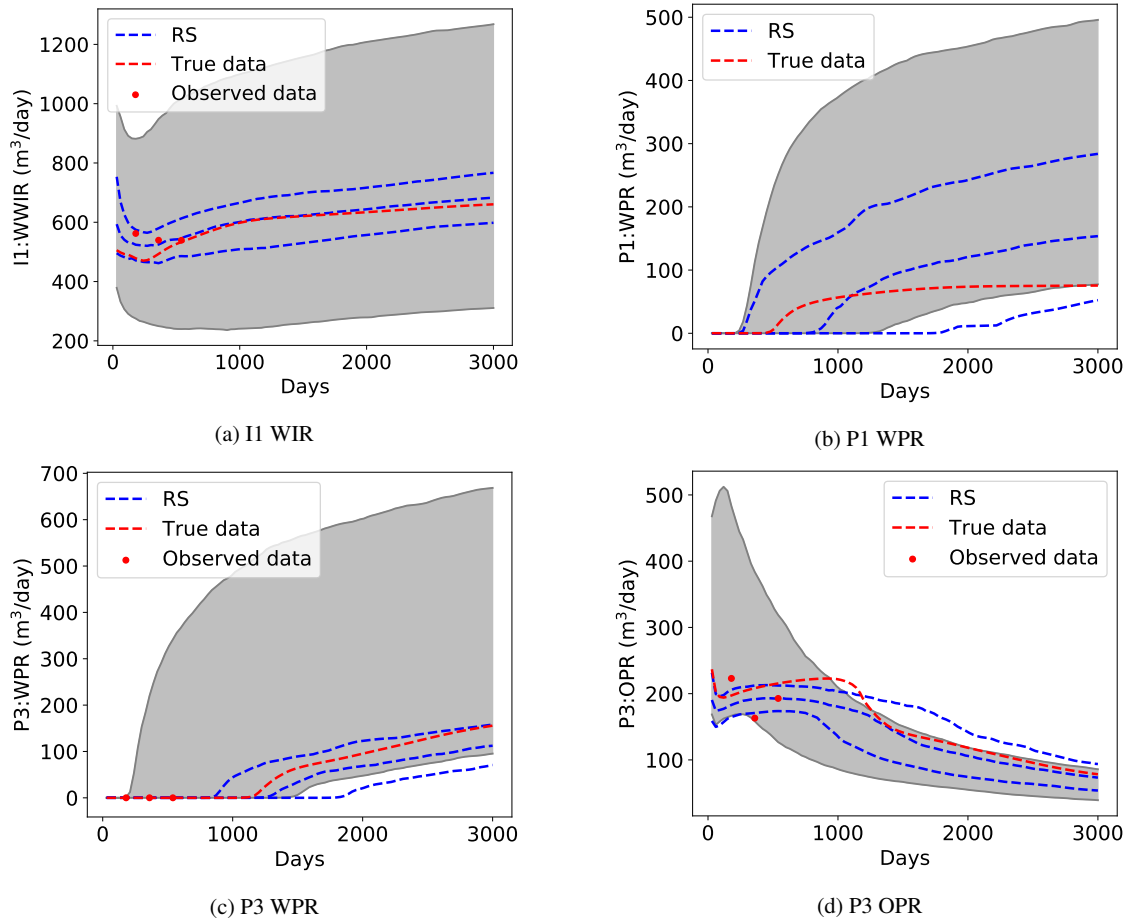 RS
True data
Observed data
I1:WWIR (m³/day)
1200
1000
800
600
400
200
0
1000
2000
3000
Days
(a) I1 WIR
RS
True data
P1:WPR (m³/day)
500
400
300
200
100
0
0
1000
2000
3000
Days
(b) P1 WPR
RS
True data
Observed data
P3:WPR (m³/day)
700
600
500
400
300
200
100
0
0
1000
2000
3000
Days
(c) P3 WPR
RS
True data
Observed data
P3:OPR (m³/day)
500
400
300
200
100
0
1000
2000
3000
Days
(d) P3 OPR